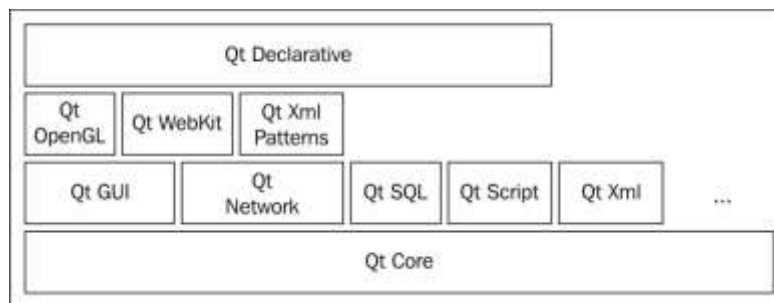 Qt Declarative
Qt
OpenGL
Qt WebKit
Qt Xml
Patterns
Qt GUI
Qt
Network
Qt SQL
Qt Script
Qt Xml
...
Qt Core